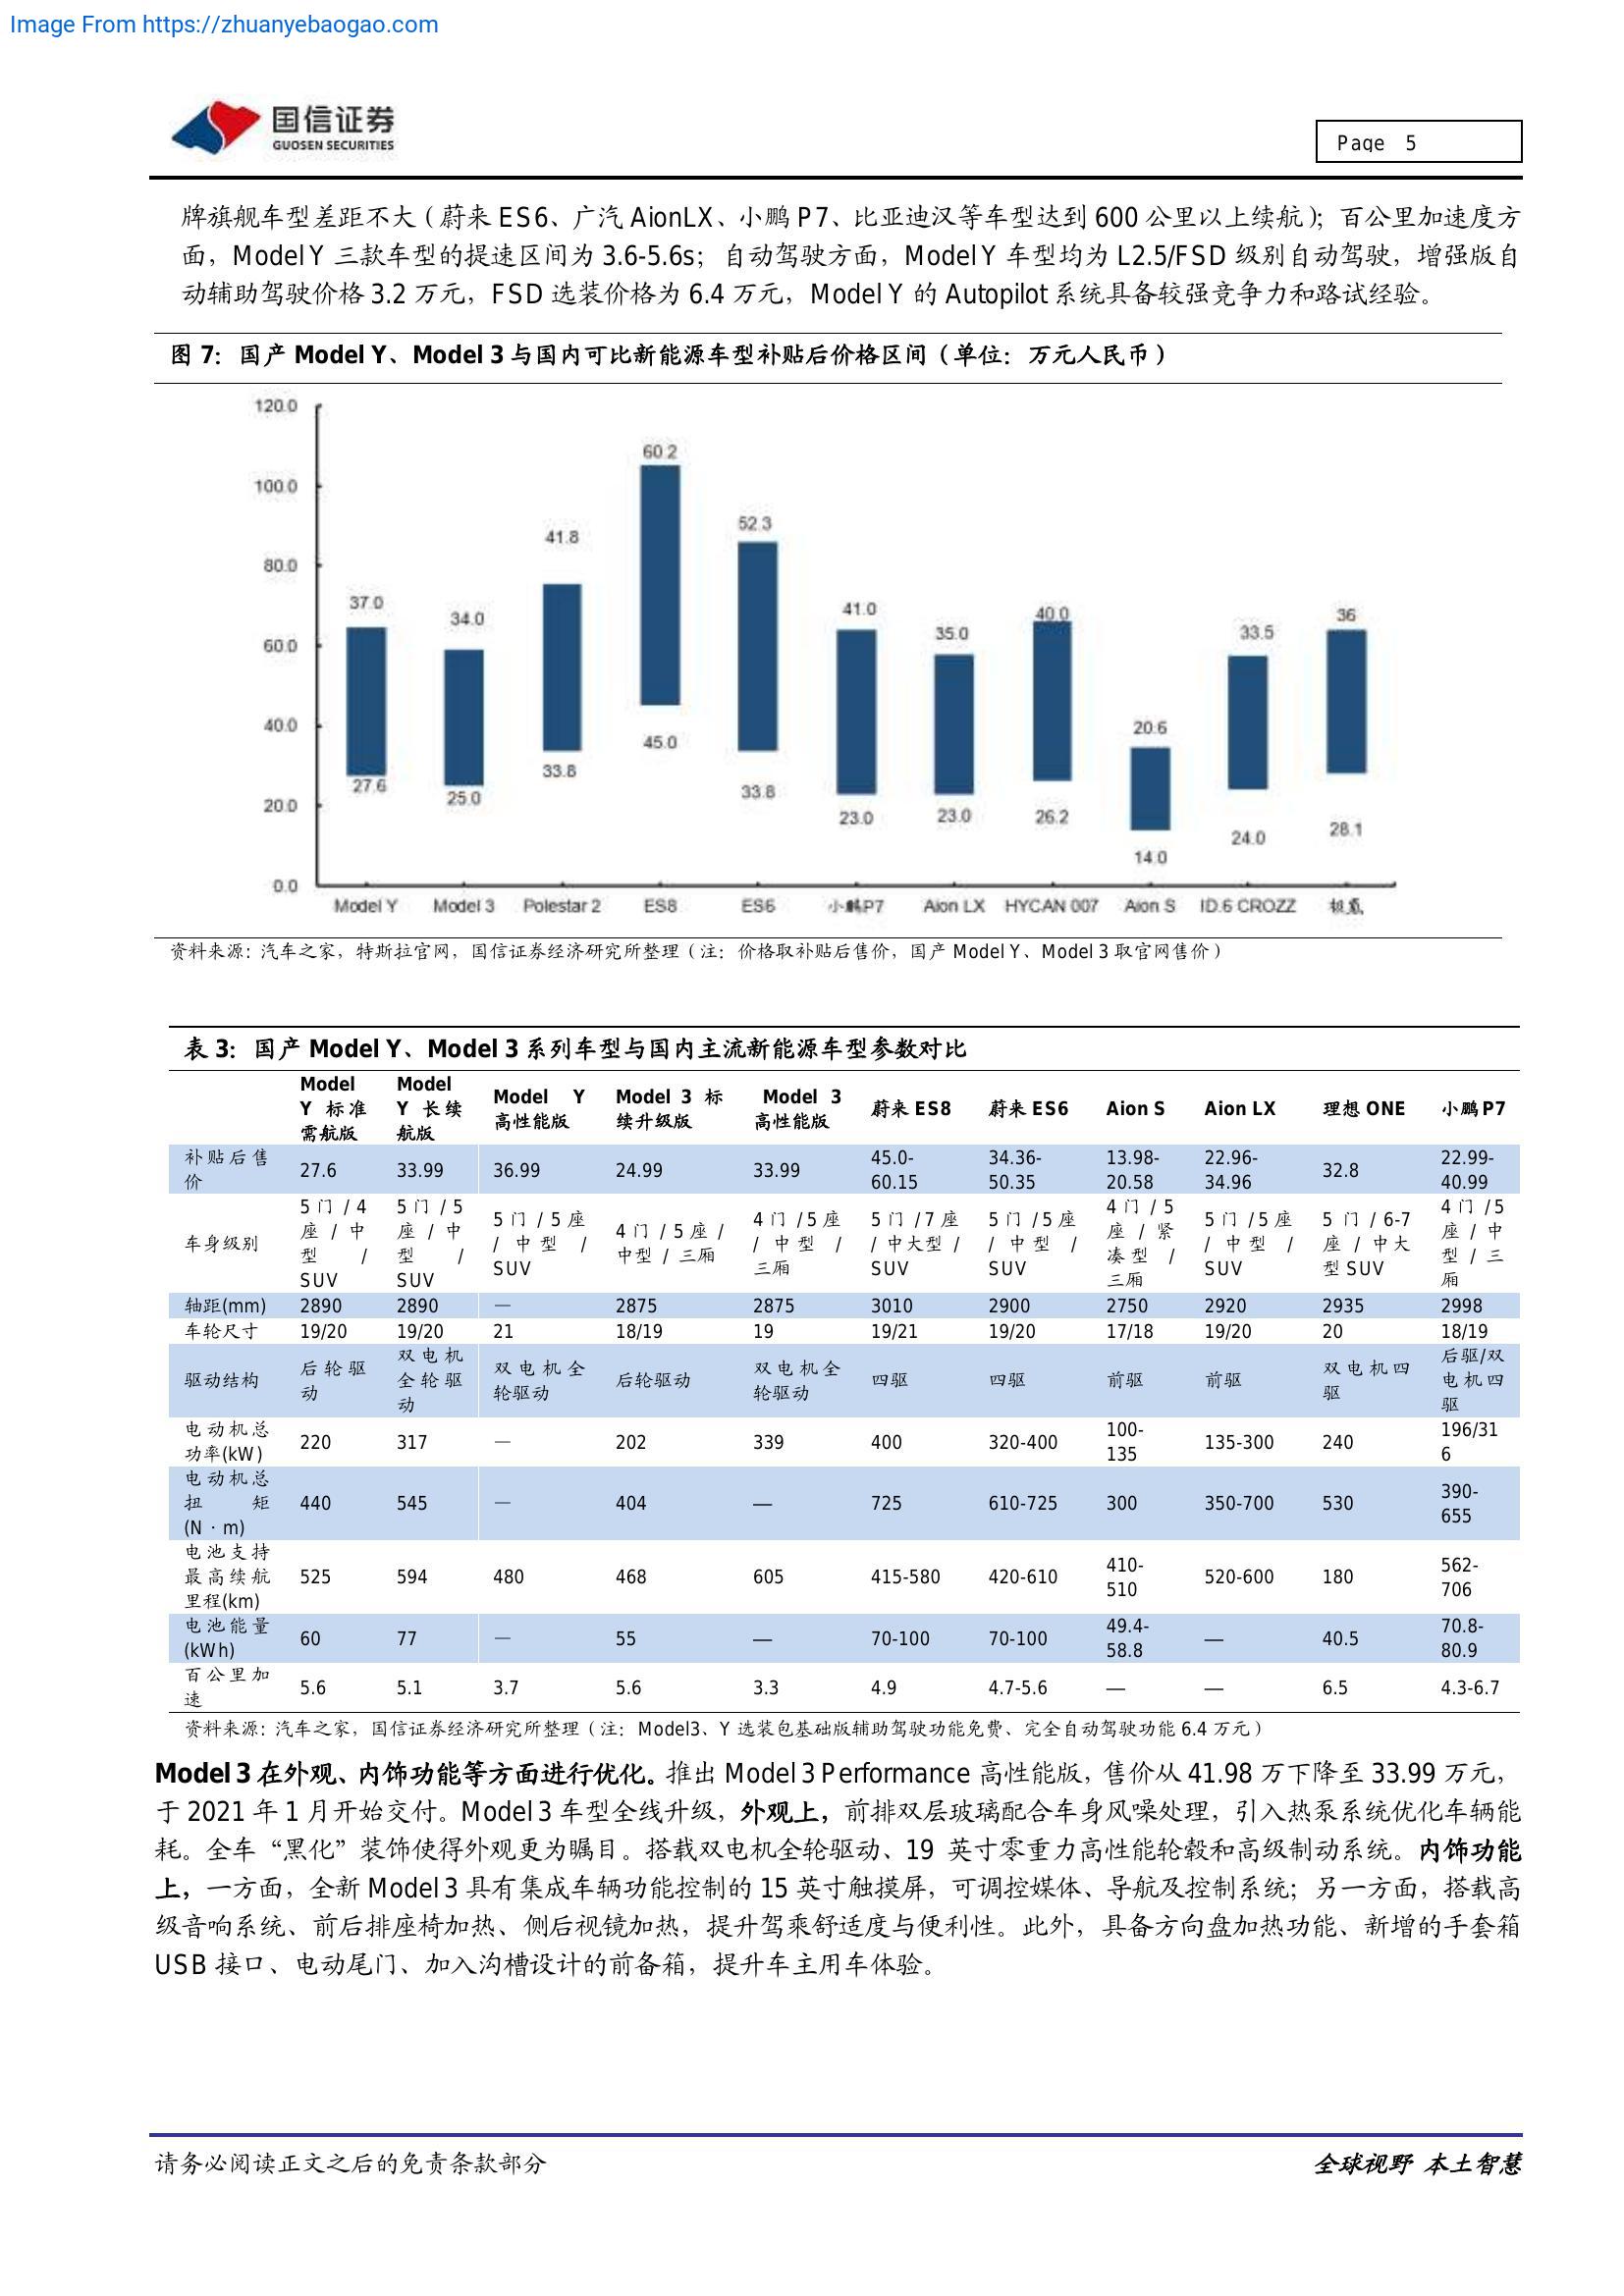 Image From https://zhuanyebaogao.com
国信证券
GUOSEN SECURITIES
Page 5
牌旗舰车型差距不大（蔚来 ES6、广汽 AionLX、小鹏 P7、比亚迪汉等车型达到 600 公里以上续航）；百公里加速度方
面，Model Y 三款车型的提速区间为 3.6-5.6s；自动驾驶方面，Model Y 车型均为 L2.5/FSD 级别自动驾驶，增强版自
动辅助驾驶价格 3.2 万元，FSD 选装价格为 6.4 万元，Model Y 的 Autopilot 系统具备较强竞争力和路试经验。
图 7：国产 Model Y、Model 3 与国内可比新能源车型补贴后价格区间（单位：万元人民币）
120.0
100.0
80.0
60.0
40.0
20.0
0.0
37.0 34.0 41.8 60.2 52.3 41.0 35.0 40.0 20.6 33.5 36
27.6 25.0 33.8 45.0 33.8 23.0 23.0 26.2 14.0 24.0 28.1
Model Y Model 3 Polestar 2 ES8 ES6 小鹏P7 Aion LX HYCAN 007 Aion S ID.6 CROZZ
资料来源：汽车之家，特斯拉官网，国信证券经济研究所整理（注：价格取补贴后售价，国产 Model Y、Model 3 取官网售价）
表 3：国产 Model Y、Model 3 系列车型与国内主流新能源车型参数对比
Model Y 标准需航版 Model Y 长续航版 Model Y 高性能版 Model 3 标续升级版 Model 3 高性能版 蔚来 ES8 蔚来 ES6 Aion S Aion LX 理想 ONE 小鹏 P7
补贴后售价 27.6 33.99 36.99 24.99 33.99 45.0-60.15 34.36-50.35 13.98-20.58 22.96-34.96 32.8 22.99-40.99
车身级别 5 门 /4 座 / 中型 / SUV 5 门 /5 座 / 中型 / SUV 5 门 /5 座 / 中型 / SUV 4 门 /5 座 / 中型 / 三厢 4 门 /5 座 / 中型 / 三厢 5 门 /7 座 / 中大型 / SUV 5 门 /5 座 / 中型 / SUV 4 门 /5 座 / 紧凑型 / 三厢 5 门 /5 座 / 中型 / SUV 5 门 / 6-7 座 / 中大型 SUV 4 门 /5 座 / 中型 / 三厢
轴距(mm) 2890 2890 — 2875 2875 3010 2900 2750 2920 2935 2998
车轮尺寸 19/20 19/20 21 18/19 19 19/21 19/20 17/18 19/20 20 18/19
驱动结构 后轮驱动 双电机全轮驱动 双电机全轮驱动 后轮驱动 双电机全轮驱动 四驱 四驱 前驱 前驱 双电机四驱 后驱/双电机四驱
电动机总功率(kW) 220 317 — 202 339 400 320-400 100-135 135-300 240 196/316
电动机总扭矩(N·m) 440 545 — 404 — 725 610-725 300 350-700 530 390-655
电池支持最高续航里程(km) 525 594 480 468 605 415-580 420-610 410-510 520-600 180 562-706
电池能量(kWh) 60 77 — 55 — 70-100 70-100 49.4-58.8 — 40.5 70.8-80.9
百公里加速 5.6 5.1 3.7 5.6 3.3 4.9 4.7-5.6 — — 6.5 4.3-6.7
资料来源：汽车之家，国信证券经济研究所整理（注：Model3、Y 选装包基础版辅助驾驶功能免费、完全自动驾驶功能 6.4 万元）
Model 3 在外观、内饰功能等方面进行优化。推出 Model 3 Performance 高性能版，售价从 41.98 万下降至 33.99 万元，
于 2021 年 1 月开始交付。Model 3 车型全线升级，外观上，前排双层玻璃配合车身风噪处理，引入热泵系统优化车辆能
耗。全车“黑化”装饰使得外观更为瞩目。搭载双电机全轮驱动、19 英寸零重力高性能轮毂和高级制动系统。内饰功能
上，一方面，全新 Model 3 具有集成车辆功能控制的 15 英寸触摸屏，可调控媒体、导航及控制系统；另一方面，搭载高
级音响系统、前后排座椅加热、侧后视镜加热，提升驾乘舒适度与便利性。此外，具备方向盘加热功能、新增的手套箱
USB 接口、电动尾门、加入沟槽设计的前备箱，提升车主用车体验。
请务必阅读正文之后的免责条款部分
全球视野 本土智慧